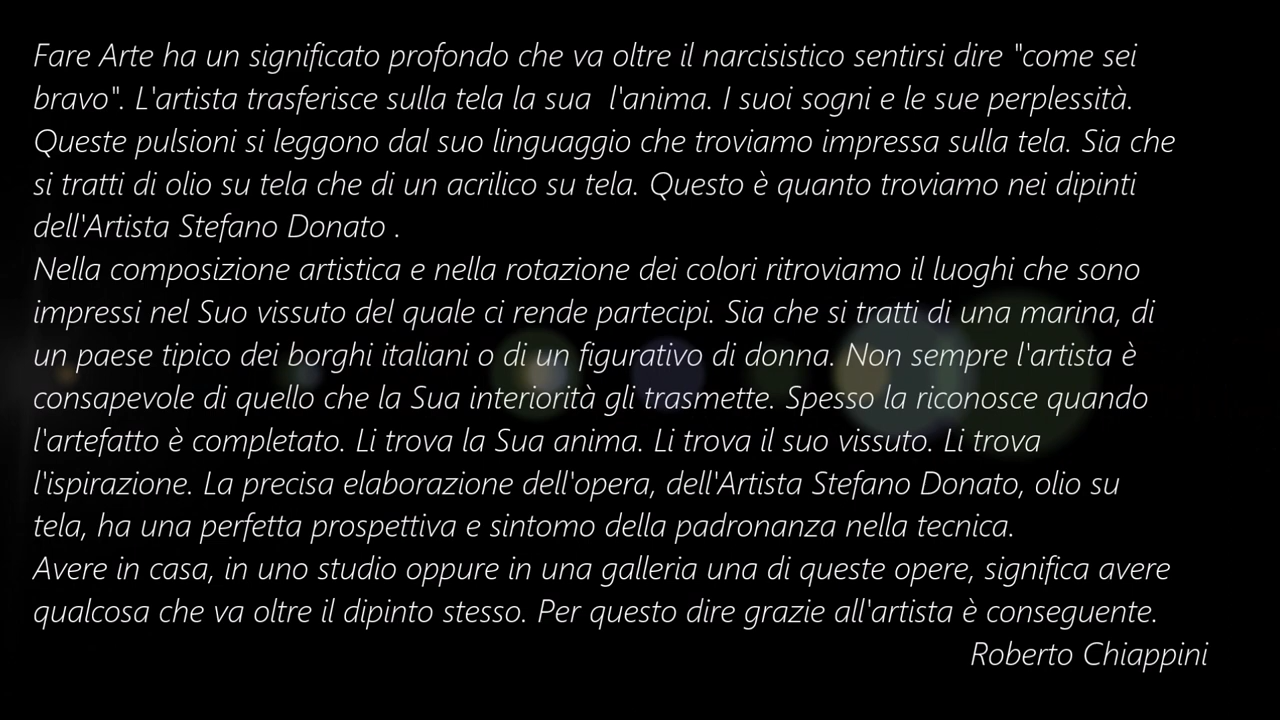 Fare Arte ha un significato profondo che va oltre il narcisistico sentirsi dire "come sei
bravo". L'artista trasferisce sulla tela la sua  l'anima. I suoi sogni e le sue perplessità.
Queste pulsioni si leggono dal suo linguaggio che troviamo impressa sulla tela. Sia che
si tratti di olio su tela che di un acrilico su tela. Questo è quanto troviamo nei dipinti
dell'Artista Stefano Donato .
Nella composizione artistica e nella rotazione dei colori ritroviamo il luoghi che sono
impressi nel Suo vissuto del quale ci rende partecipi. Sia che si tratti di una marina, di
un paese tipico dei borghi italiani o di un figurativo di donna. Non sempre l'artista è
consapevole di quello che la Sua interiorità gli trasmette. Spesso la riconosce quando
l'artefatto è completato. Li trova la Sua anima. Li trova il suo vissuto. Li trova
l'ispirazione. La precisa elaborazione dell'opera, dell'Artista Stefano Donato, olio su
tela, ha una perfetta prospettiva e sintomo della padronanza nella tecnica.
Avere in casa, in uno studio oppure in una galleria una di queste opere, significa avere
qualcosa che va oltre il dipinto stesso. Per questo dire grazie all'artista è conseguente.
Roberto Chiappini